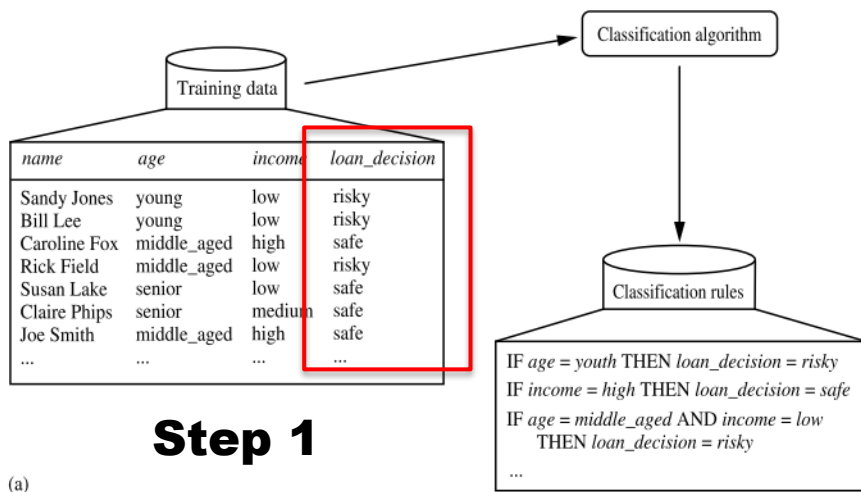 Classification algorithm
Training data
name age income loan_decision
Sandy Jones young low risky
Bill Lee young low risky
Caroline Fox middle_aged high safe
Rick Field middle_aged low risky
Susan Lake senior low safe
Claire Phips senior medium safe
Joe Smith middle_aged high safe
... ... ... ...
Classification rules
IF age = youth THEN loan_decision = risky
IF income = high THEN loan_decision = safe
IF age = middle_aged AND income = low
THEN loan_decision = risky
...
Step 1
(a)